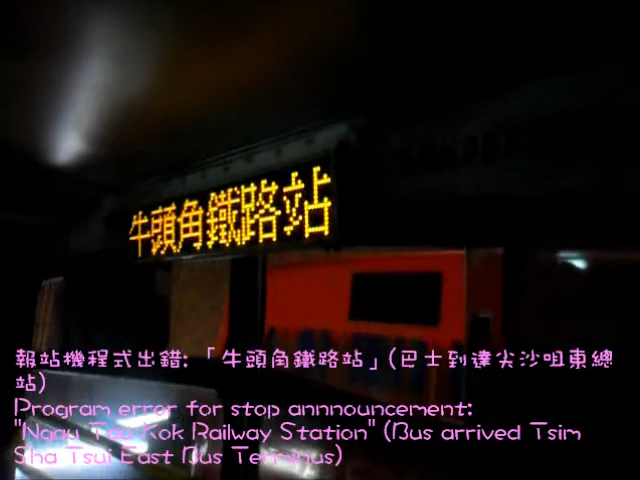 牛頭角鐵路站
報站機程式出錯: 「牛頭角鐵路站」(巴士到達尖沙咀東總
站)
Program error for stop annnouncement:
"Ngau Tau Kok Railway Station" (Bus arrived Tsim
Sha Tsui East Bus Terminus)